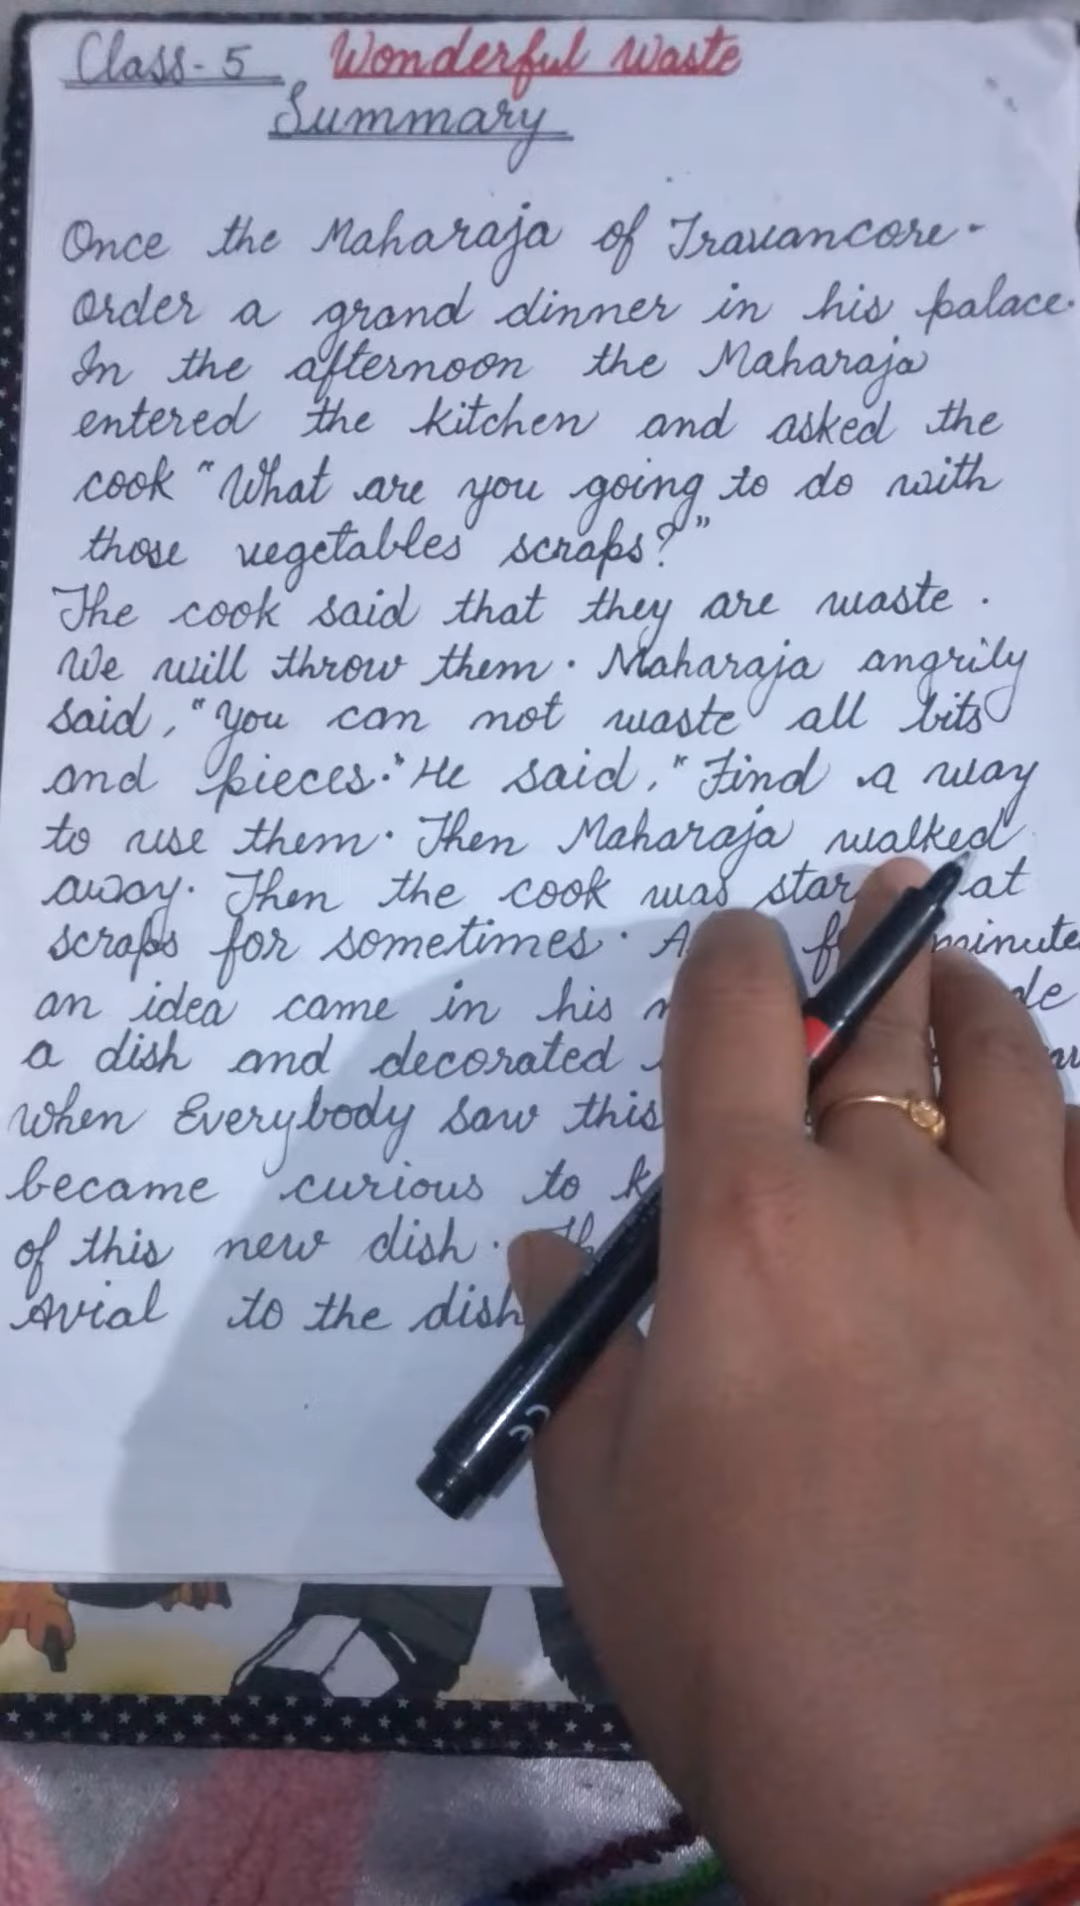 Class-5 Wonderful Waste
Summary
Once the Maharaja of Travancore-
order a grand dinner in his palace.
In the afternoon the Maharaja
entered the kitchen and asked the
cook "What are you going to do with
those vegetables scraps?"
The cook said that they are waste.
We will throw them. Maharaja angrily
said, "You can not waste all bits
and pieces." He said, "Find a way
to use them. Then Maharaja walked
away. Then the cook was at
scraps for sometimes. minute
an idea came in his
a dish and decorated
when Everybody saw this
became curious to
of this new dish.
Avial to the dish
CE